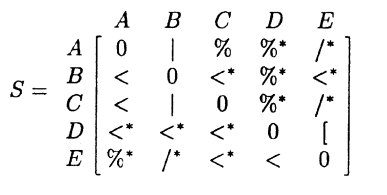 A B C D E
A 0 | % %* /*
B < 0 <* %* <*
S = C < | 0 %* /*
D <* <* <* 0 [
E %* /* <* < 0